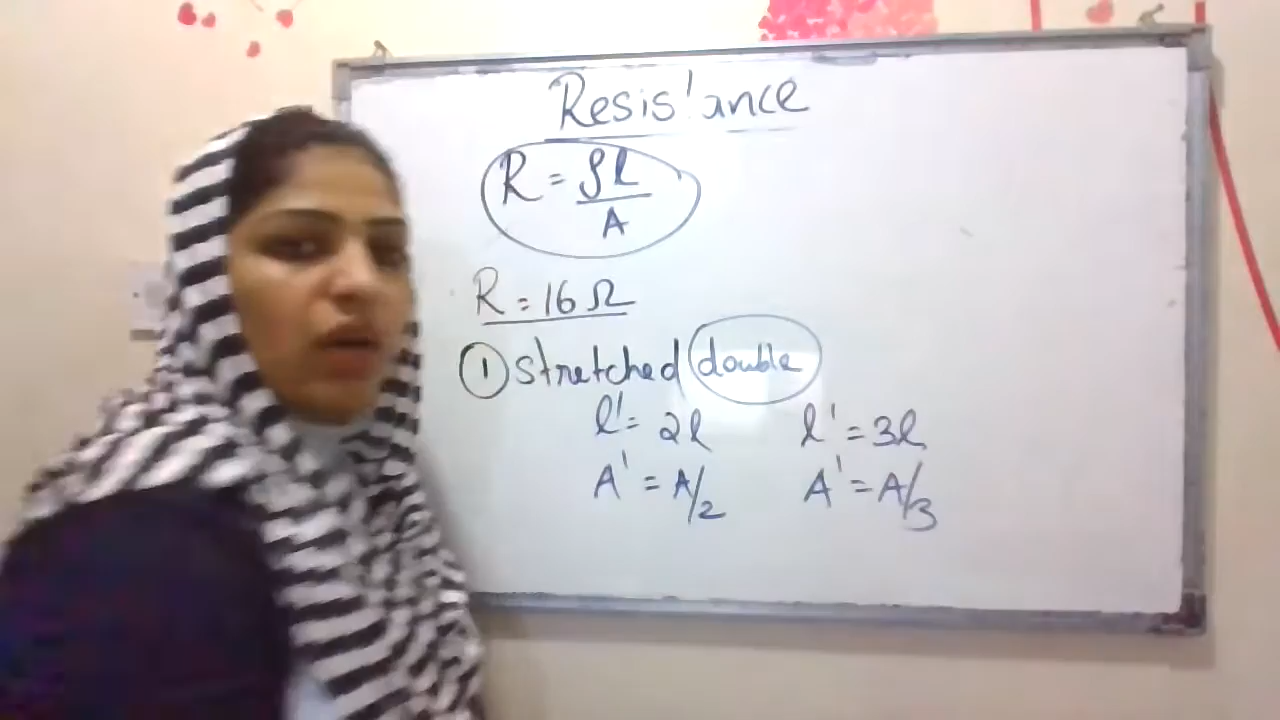 Resistance
R = ρl/A
R = 16 Ω
① stretched double
l' = 2l l' = 3l
A' = A/2 A' = A/3